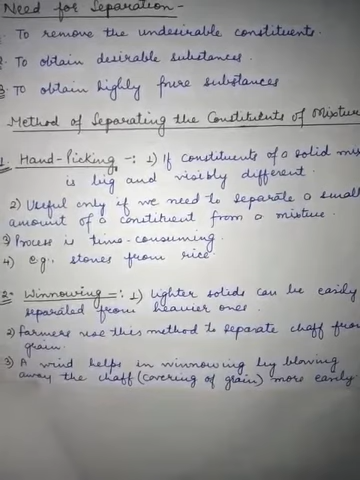 Need for Separation-
1. To remove the undesirable constituents.
2. To obtain desirable substances.
3. To obtain highly pure substances
Method of Separating the Constituents of Mixture
1. Hand-Picking -: 1) If constituents of a solid mix
is big and visibly different.
2) Useful only if we need to separate a small
amount of a constituent from a mixture.
3) Process is time-consuming.
4) e.g., stones from rice.
2. Winnowing -: 1) Lighter solids can be easily
separated from heavier ones.
2) Farmers use this method to separate chaff from
grain.
3) A wind helps in winnowing by blowing
away the chaff (covering of grain) more easily.